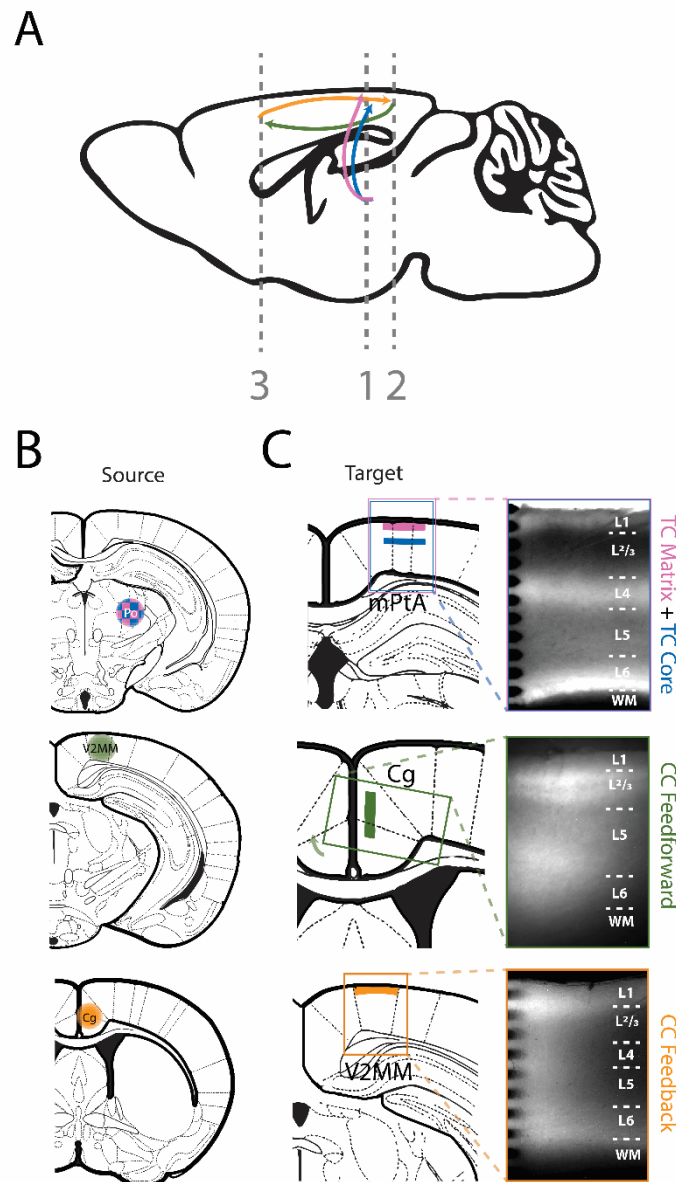 A
3 1 2
B
C
Source
Target
Po
mPtA
L1
L²/₃
L4
L5
L6
WM
TC Matrix + TC Core
V2MM
Cg
L1
L²/₃
L5
L6
WM
CC Feedforward
Cg
V2MM
L1
L²/₃
L4
L5
L6
WM
CC Feedback